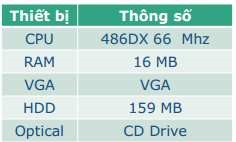 Thiết bị Thông số
CPU 486DX 66 Mhz
RAM 16 MB
VGA VGA
HDD 159 MB
Optical CD Drive